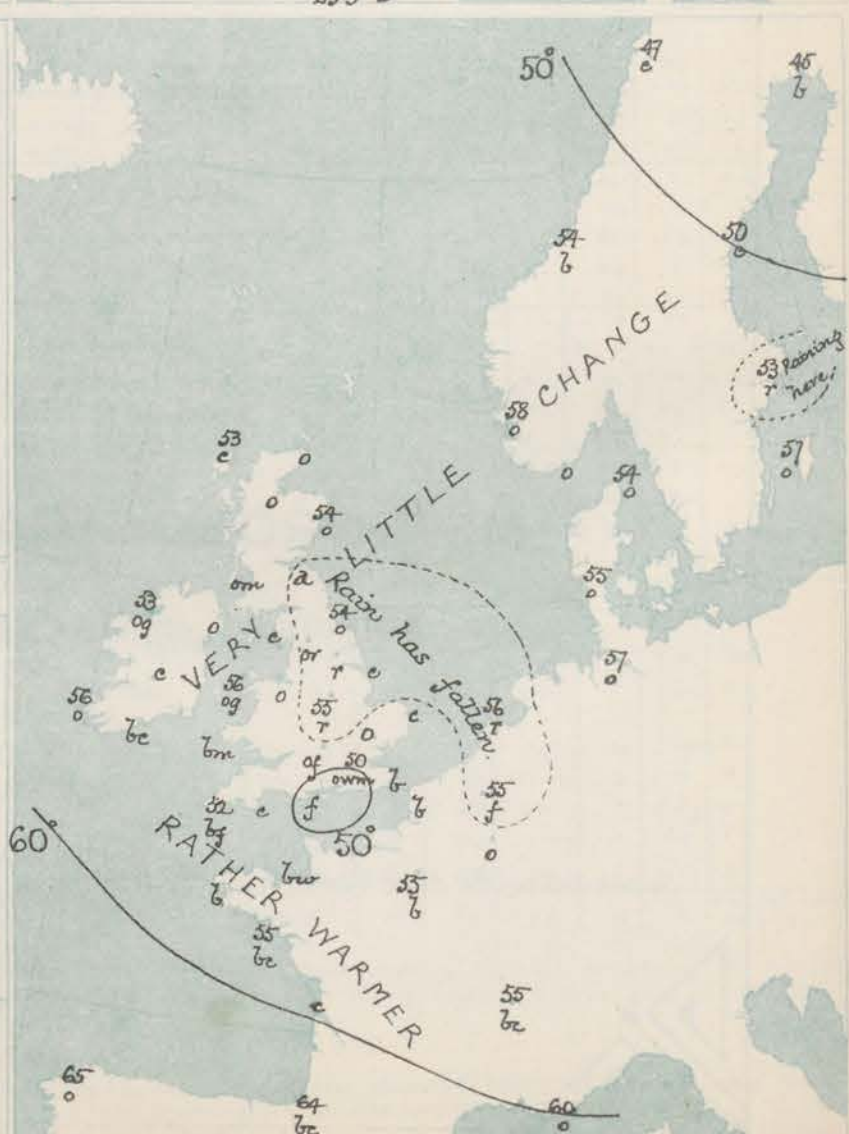 50° 47
c
45
b
54
b
50
o
VERY LITTLE CHANGE
53 Raining
r here.
58
o
53
c
o
o
57
o
o
54
o
54
o
om
d
Rain has fallen
55
o
53
og
o
c
54
o
57
o
or
r
c
c
56
og
o
56
o
55
r
c
56
r
bc
bm
o
of
50
owm
b
55
f
52
bf
c
f
b
60°
50°
o
RATHER WARMER
bw
b
55
b
55
bc
c
55
bc
65
o
64
bc
60
o